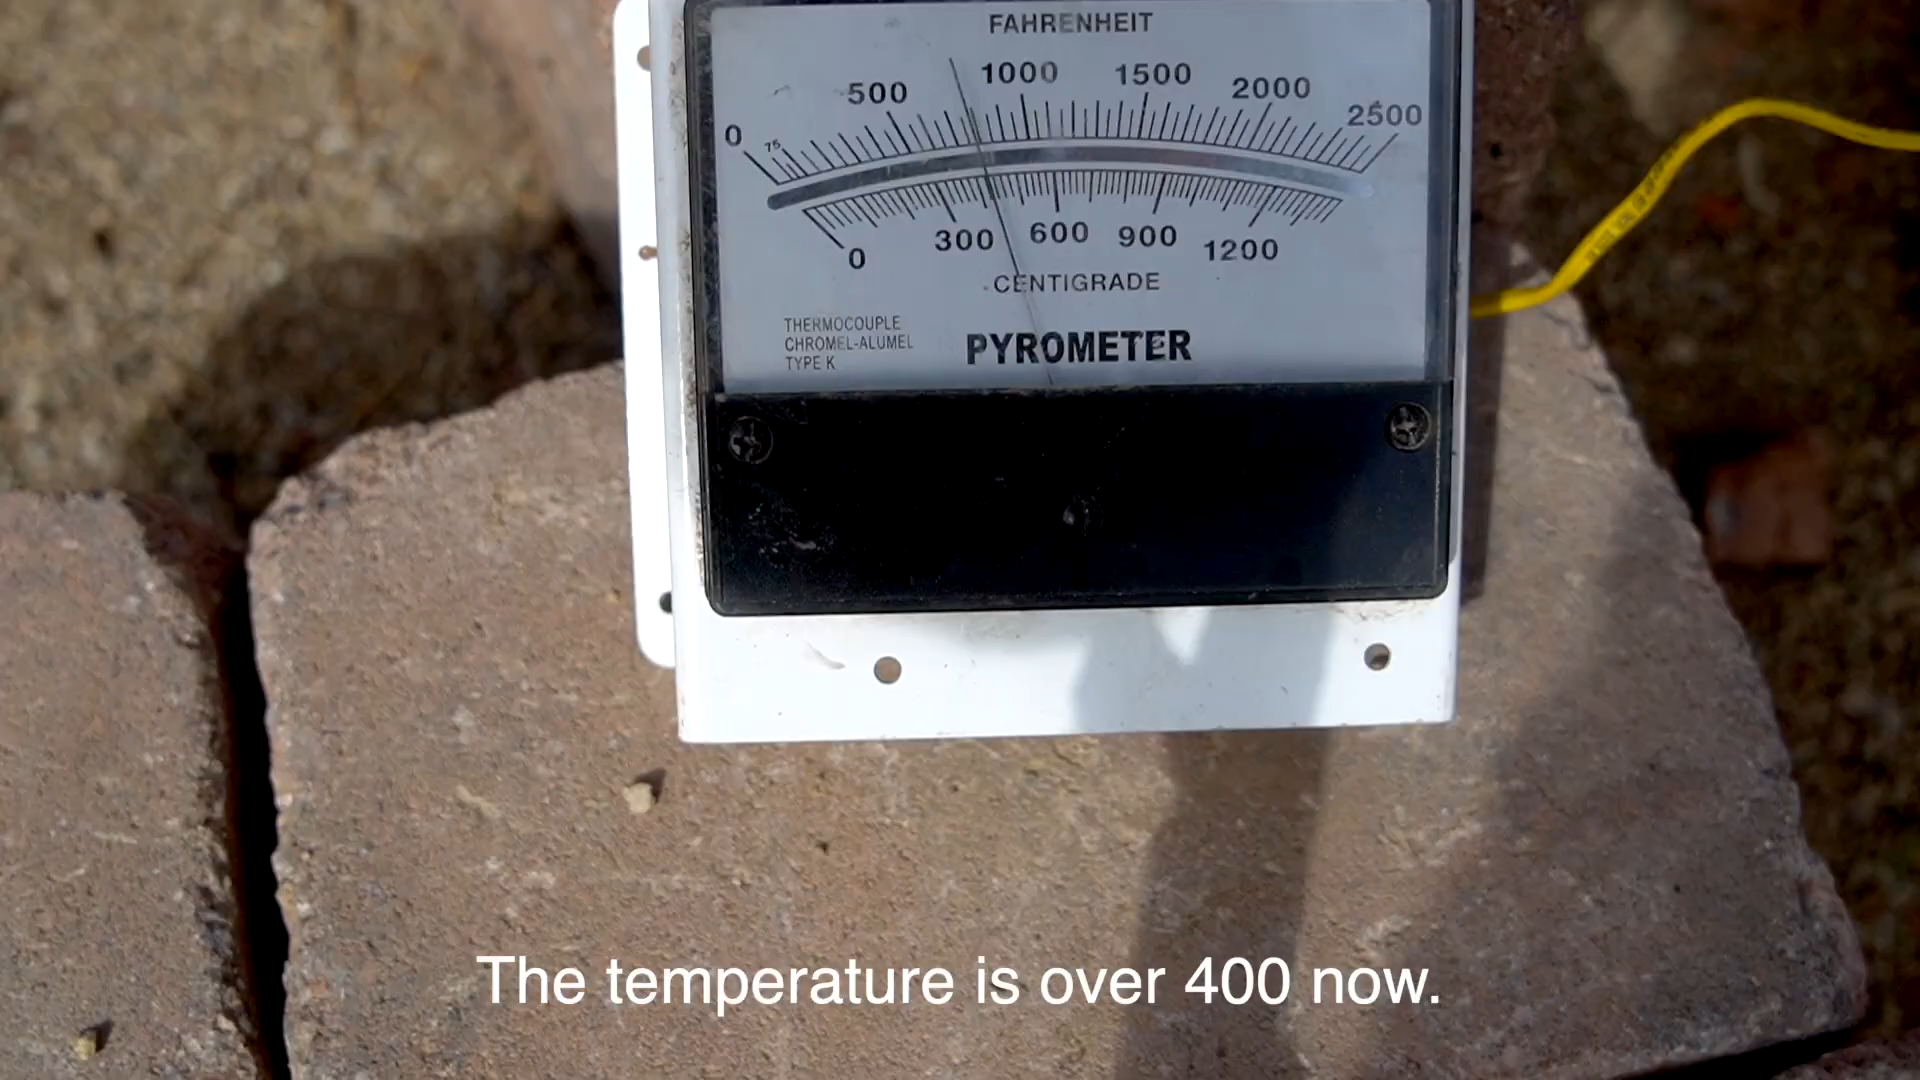 FAHRENHEIT
0 75 500 1000 1500 2000 2500
0 300 600 900 1200
CENTIGRADE
THERMOCOUPLE
CHROMEL-ALUMEL
TYPE K
PYROMETER
The temperature is over 400 now.